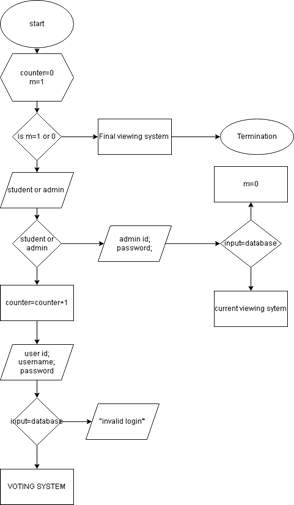 start
counter=0
m=1
is m=1 or 0
Final viewing system
Termination
student or admin
m=0
student or
admin
admin id;
password;
input=database
counter=counter+1
current viewing sytem
user id;
username;
password
input=database
"invalid login"
VOTING SYSTEM